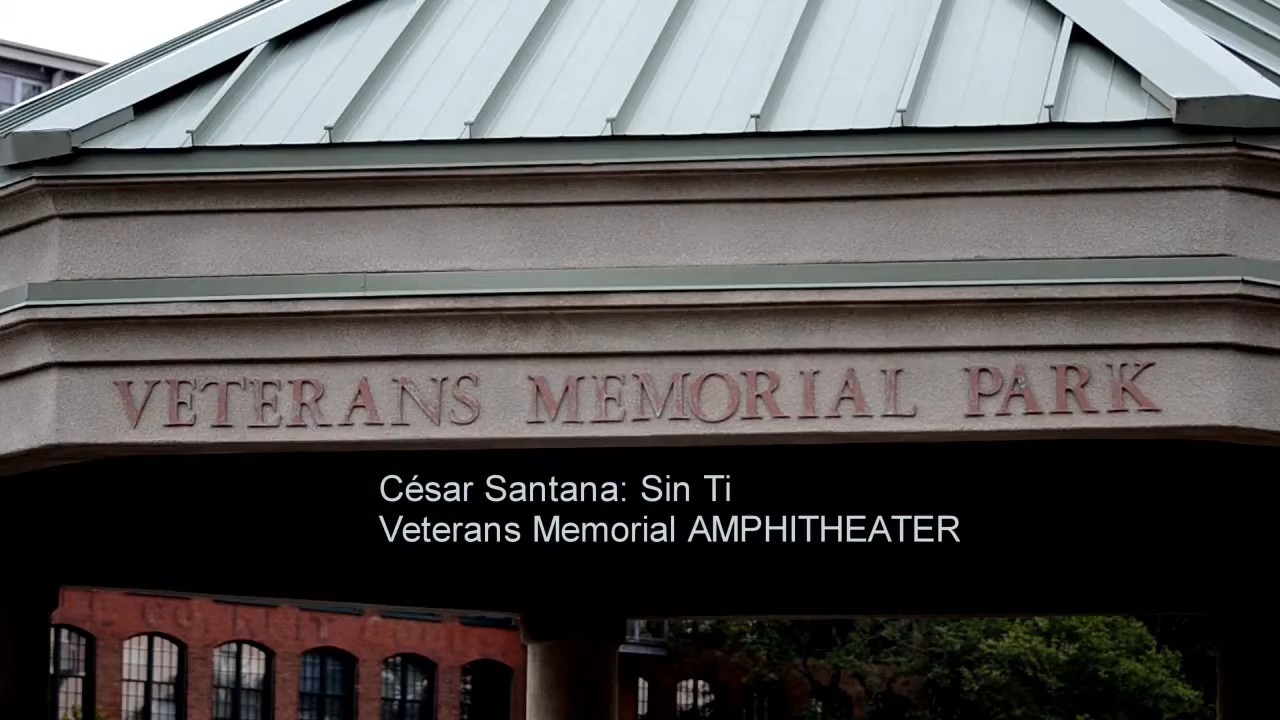 VETERANS MEMORIAL PARK
César Santana: Sin Ti
Veterans Memorial AMPHITHEATER